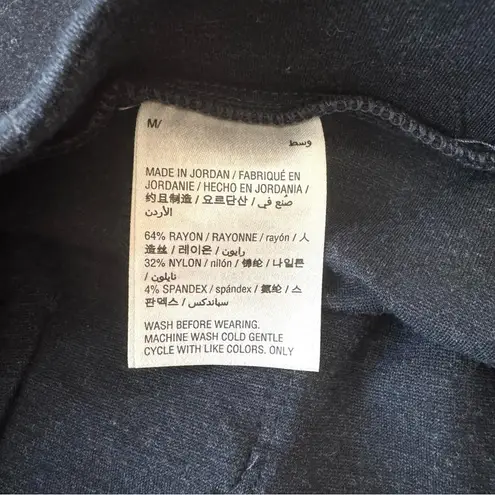 M/
وسط
MADE IN JORDAN / FABRIQUÉ EN
JORDANIE / HECHO EN JORDANIA /
约旦制造 / 요르단산 / صُنع في
الأردن
64% RAYON / RAYONNE / rayón / 人
造丝 / 레이온 / رايون
32% NYLON / nilón / 锦纶 / 나일론
/ نايلون
4% SPANDEX / spándex / 氨纶 / 스
판덱스 / سباندكس
WASH BEFORE WEARING.
MACHINE WASH COLD GENTLE
CYCLE WITH LIKE COLORS. ONLY